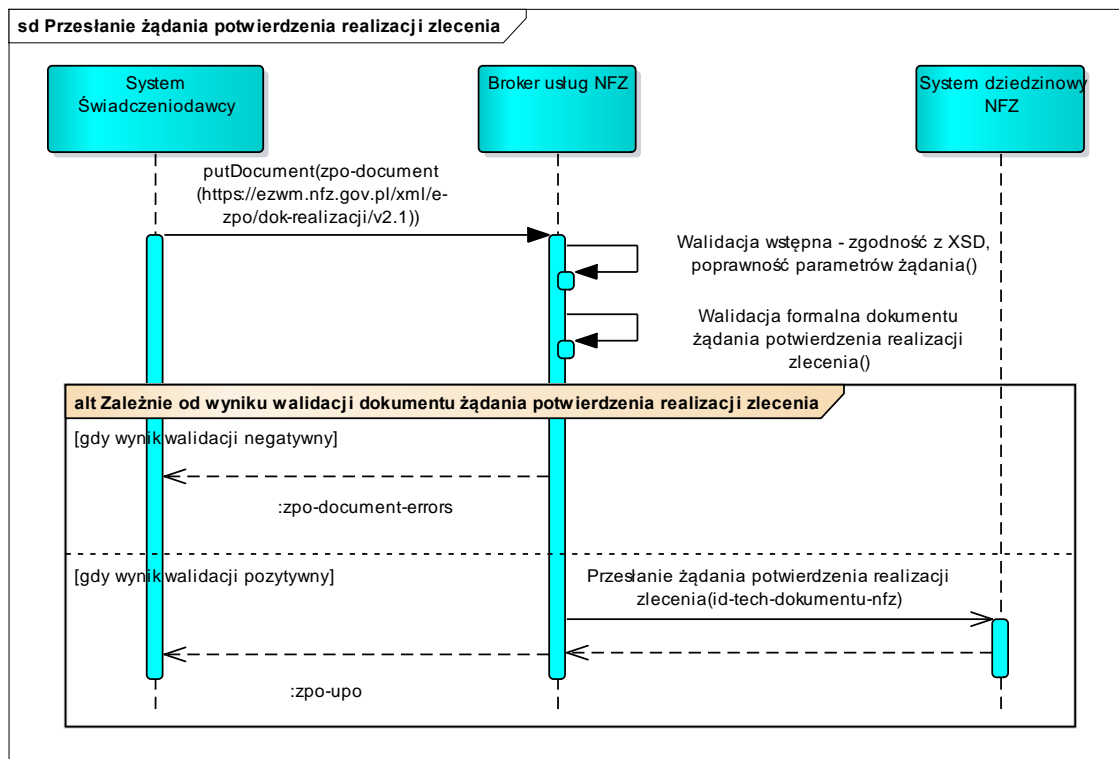 sd Przesłanie żądania potwierdzenia realizacji zlecenia
System
Świadczeniodawcy
Broker usług NFZ
System dziedzinowy
NFZ
putDocument(zpo-document
(https://ezwm.nfz.gov.pl/xml/e-
zpo/dok-realizacji/v2.1))
Walidacja wstępna - zgodność z XSD,
poprawność parametrów żądania()
Walidacja formalna dokumentu
żądania potwierdzenia realizacji
zlecenia()
alt Zależnie od wyniku walidacji dokumentu żądania potwierdzenia realizacji zlecenia
[gdy wynik walidacji negatywny]
:zpo-document-errors
[gdy wynik walidacji pozytywny]
Przesłanie żądania potwierdzenia realizacji
zlecenia(id-tech-dokumentu-nfz)
:zpo-upo